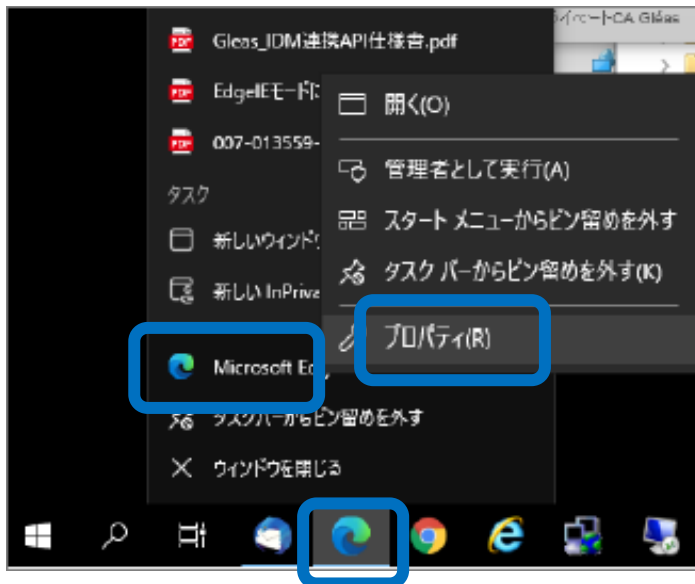 イベートCA Gléas
Gleas_IDM連携API仕様書.pdf
EdgeIEモード
007-013559-
タスク
新しいウィンドウ
新しい InPriva
Microsoft Ed
タスクバーからピン留めを外す
ウィンドウを閉じる
開く(O)
管理者として実行(A)
スタート メニューからピン留めを外す
タスク バーからピン留めを外す(K)
プロパティ(R)